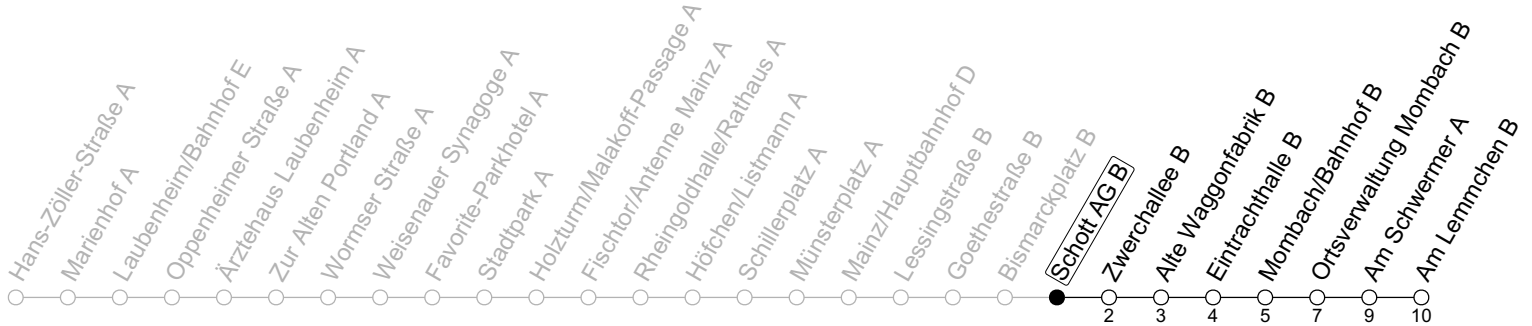 Hans-Zöller-Straße A
Marienhof A
Laubenheim/Bahnhof E
Oppenheimer Straße A
Ärztehaus Laubenheim A
Zur Alten Portland A
Wormser Straße A
Weisenauer Synagoge A
Favorite-Parkhotel A
Stadtpark A
Holzturm/Malakoff-Passage A
Fischtor/Antenne Mainz A
Rheingoldhalle/Rathaus A
Höfchen/Listmann A
Schillerplatz A
Münsterplatz A
Mainz/Hauptbahnhof D
Lessingstraße B
Goethestraße B
Bismarckplatz B
Schott AG B
Zwerchallee B
Alte Waggonfabrik B
Eintrachthalle B
Mombach/Bahnhof B
Ortsverwaltung Mombach B
Am Schwermer A
Am Lemmchen B
2 3 4 5 7 9 10